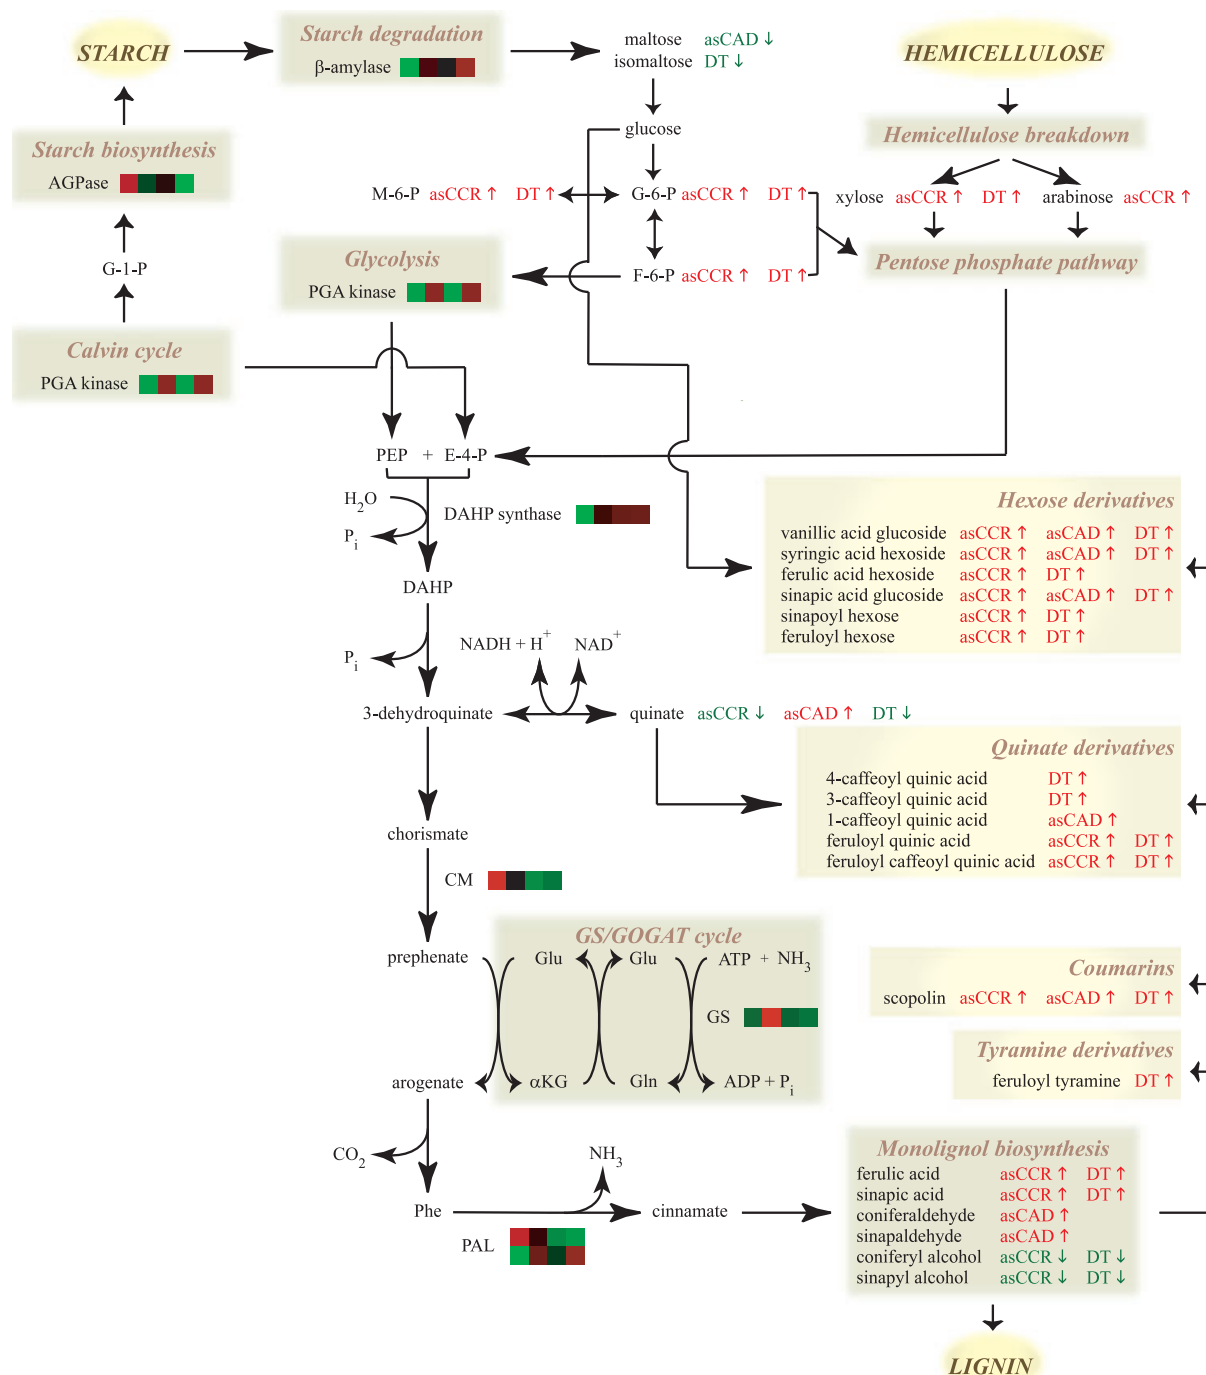 STARCH
Starch degradation
β-amylase
maltose asCAD ↓
isomaltose DT ↓
HEMICELLULOSE
glucose
Hemicellulose breakdown
Starch biosynthesis
AGPase
M-6-P asCCR ↑ DT ↑
G-6-P asCCR ↑ DT ↑
xylose asCCR ↑ DT ↑
arabinose asCCR ↑
G-1-P
Glycolysis
PGA kinase
F-6-P asCCR ↑ DT ↑
Pentose phosphate pathway
Calvin cycle
PGA kinase
PEP + E-4-P
H2O
Pi
DAHP synthase
DAHP
Pi
Hexose derivatives
vanillic acid glucoside asCCR ↑ asCAD ↑ DT ↑
syringic acid hexoside asCCR ↑ asCAD ↑ DT ↑
ferulic acid hexoside asCCR ↑ DT ↑
sinapic acid glucoside asCCR ↑ asCAD ↑ DT ↑
sinapoyl hexose asCCR ↑ DT ↑
feruloyl hexose asCCR ↑ DT ↑
NADH + H+ NAD+
3-dehydroquinate
quinate asCCR ↓ asCAD ↑ DT ↓
Quinate derivatives
4-caffeoyl quinic acid DT ↑
3-caffeoyl quinic acid DT ↑
1-caffeoyl quinic acid asCAD ↑
feruloyl quinic acid asCCR ↑ DT ↑
feruloyl caffeoyl quinic acid asCCR ↑ DT ↑
chorismate
CM
prephenate
GS/GOGAT cycle
Glu Glu ATP + NH3
GS
αKG Gln ADP + Pi
arogenate
Coumarins
scopolin asCCR ↑ asCAD ↑ DT ↑
Tyramine derivatives
feruloyl tyramine DT ↑
CO2
NH3
Phe
cinnamate
PAL
Monolignol biosynthesis
ferulic acid asCCR ↑ DT ↑
sinapic acid asCCR ↑ DT ↑
coniferaldehyde asCAD ↑
sinapaldehyde asCAD ↑
coniferyl alcohol asCCR ↓ DT ↓
sinapyl alcohol asCCR ↓ DT ↓
LIGNIN